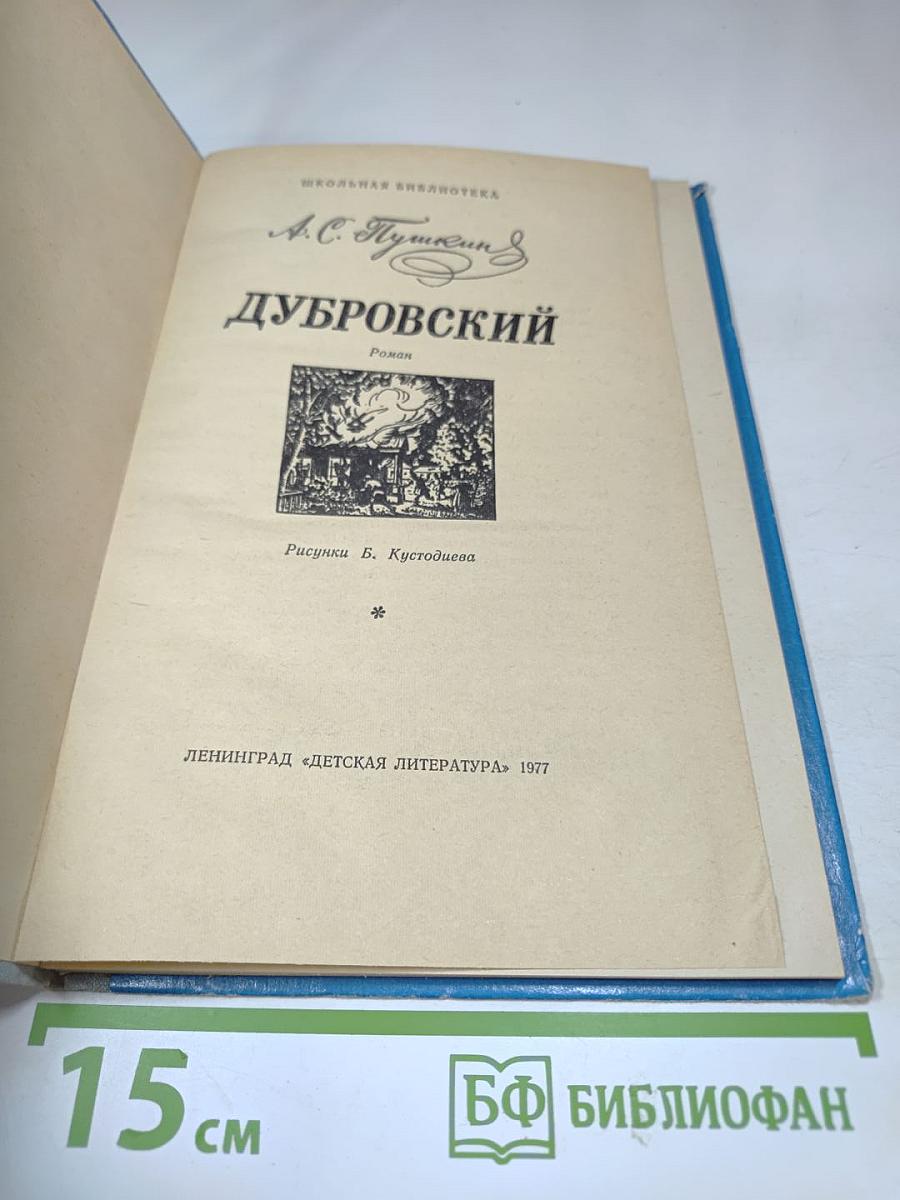 ШКОЛЬНАЯ БИБЛИОТЕКА
А. С. Пушкин
ДУБРОВСКИЙ
Роман
Рисунки Б. Кустодиева
*
ЛЕНИНГРАД «ДЕТСКАЯ ЛИТЕРАТУРА» 1977
15 см
БФ БИБЛИОФАН